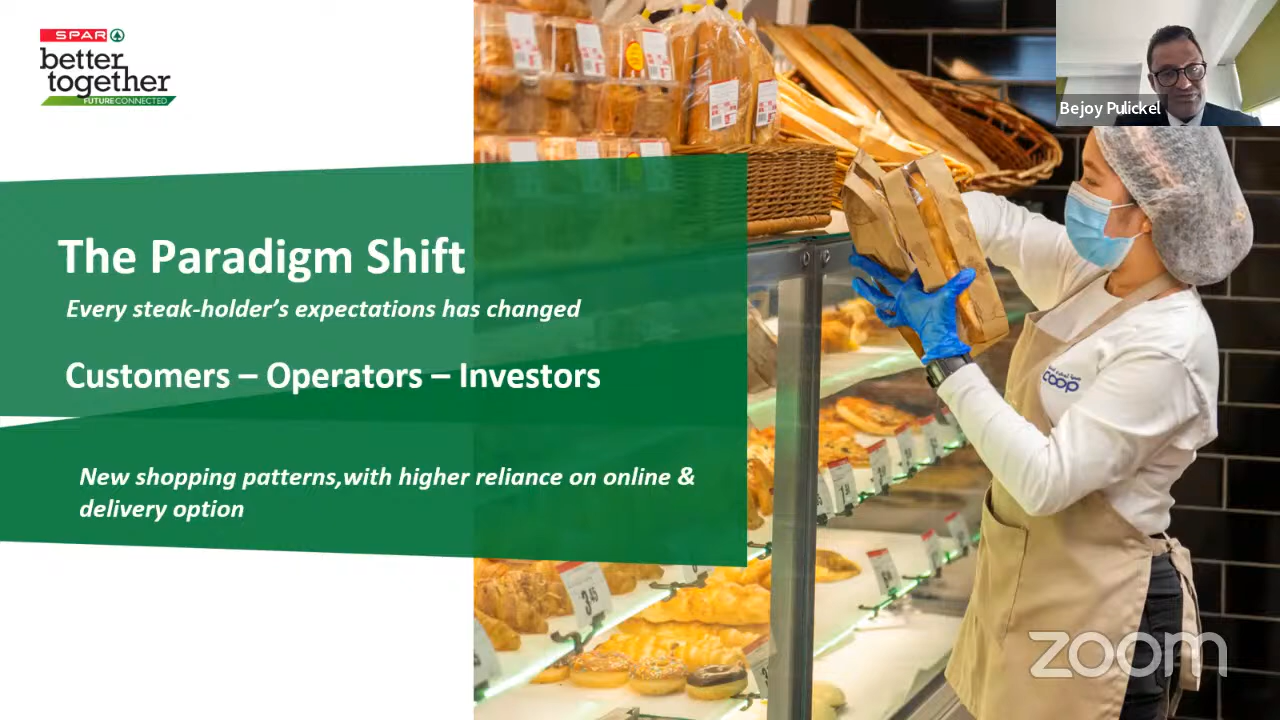 SPAR
better
together
FUTURE CONNECTED
Bejoy Pulickel
The Paradigm Shift
Every steak-holder's expectations has changed
Customers – Operators – Investors
New shopping patterns,with higher reliance on online &
delivery option
coop
3.45
zoom